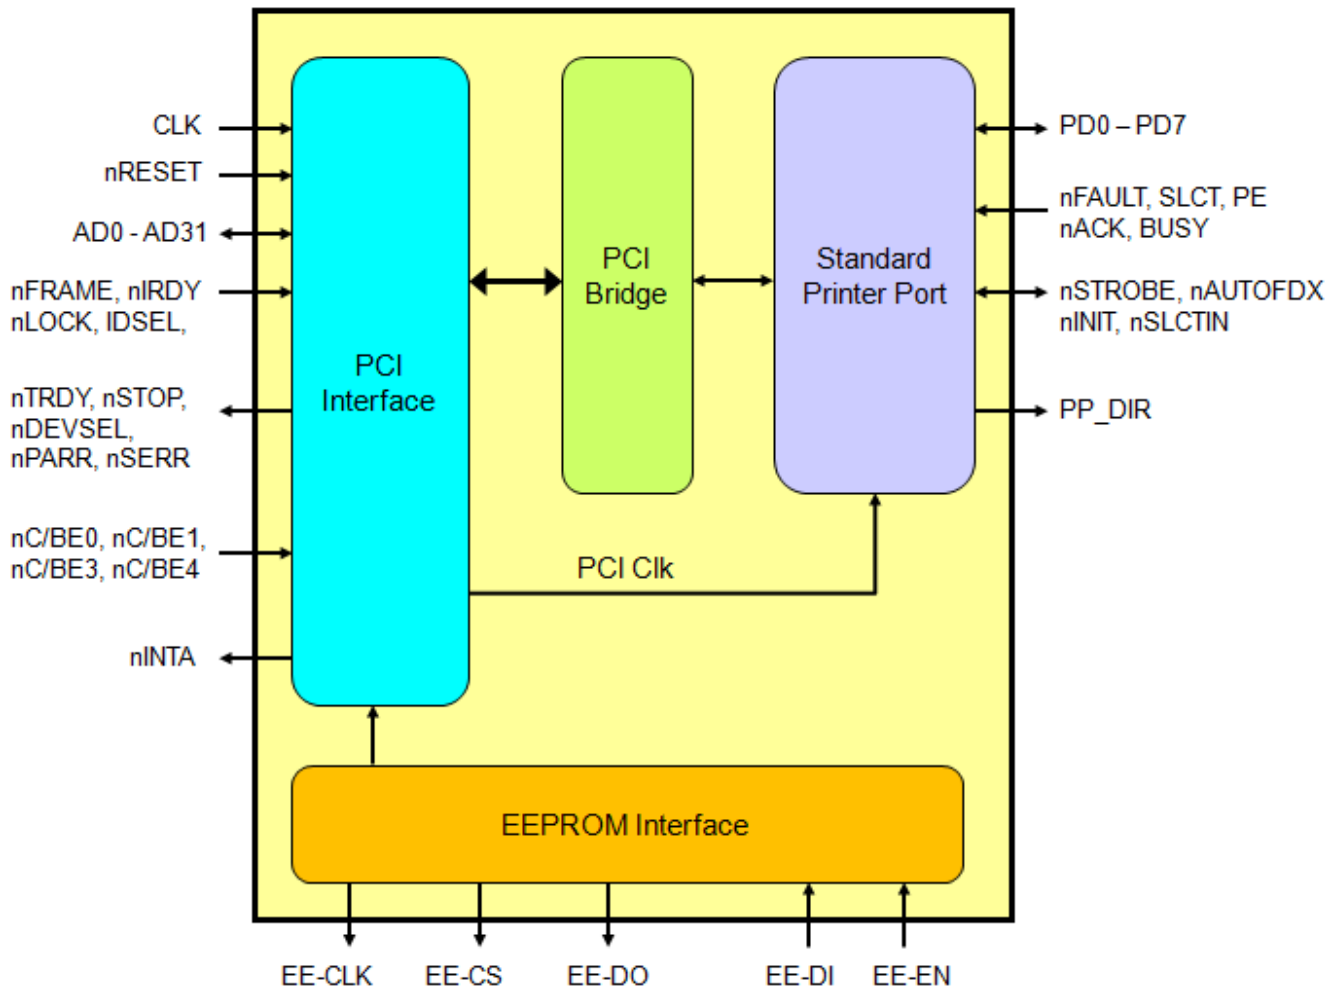 CLK
nRESET
AD0 - AD31
nFRAME, nIRDY
nLOCK, IDSEL,
nTRDY, nSTOP,
nDEVSEL,
nPARR, nSERR
nC/BE0, nC/BE1,
nC/BE3, nC/BE4
nINTA
PCI
Interface
PCI
Bridge
Standard
Printer Port
PCI Clk
PD0 – PD7
nFAULT, SLCT, PE
nACK, BUSY
nSTROBE, nAUTOFDX
nINIT, nSLCTIN
PP_DIR
EEPROM Interface
EE-CLK
EE-CS
EE-DO
EE-DI
EE-EN